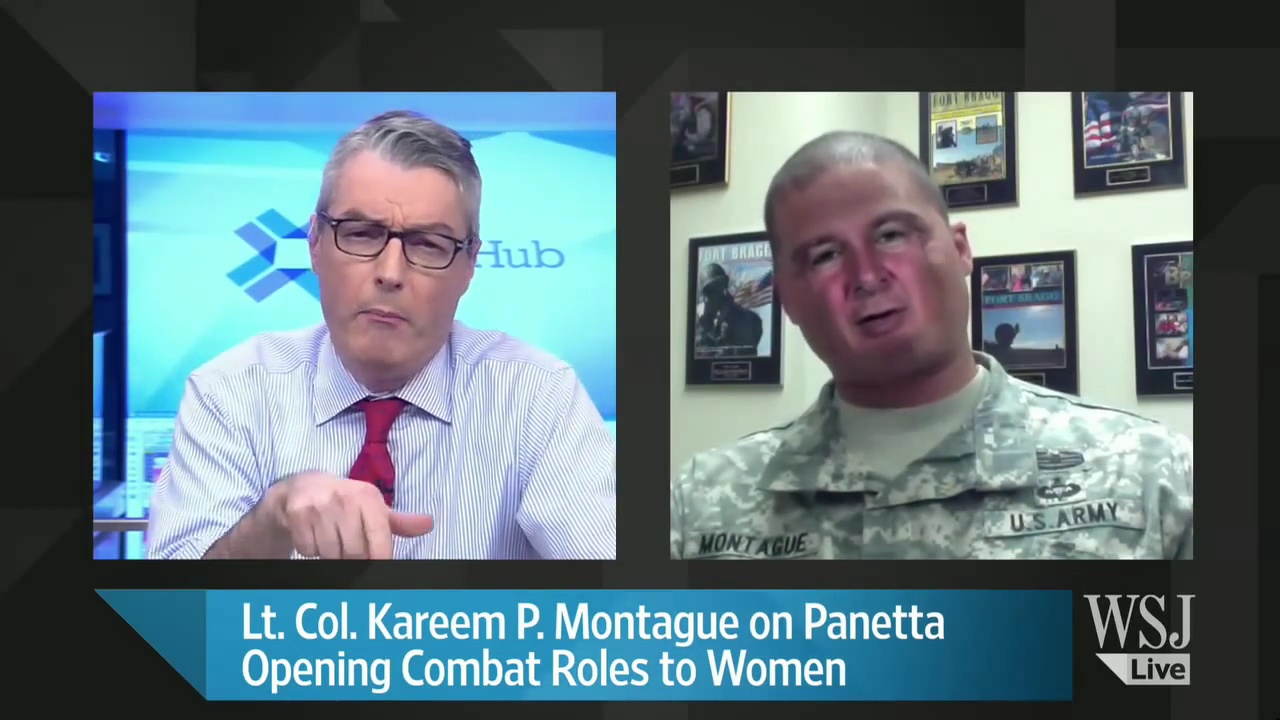 Hub
FORT BRAGG
FORT BRAGG
FORT BRAGG
MONTAGUE
U.S.ARMY
Lt. Col. Kareem P. Montague on Panetta
Opening Combat Roles to Women
WSJ
Live